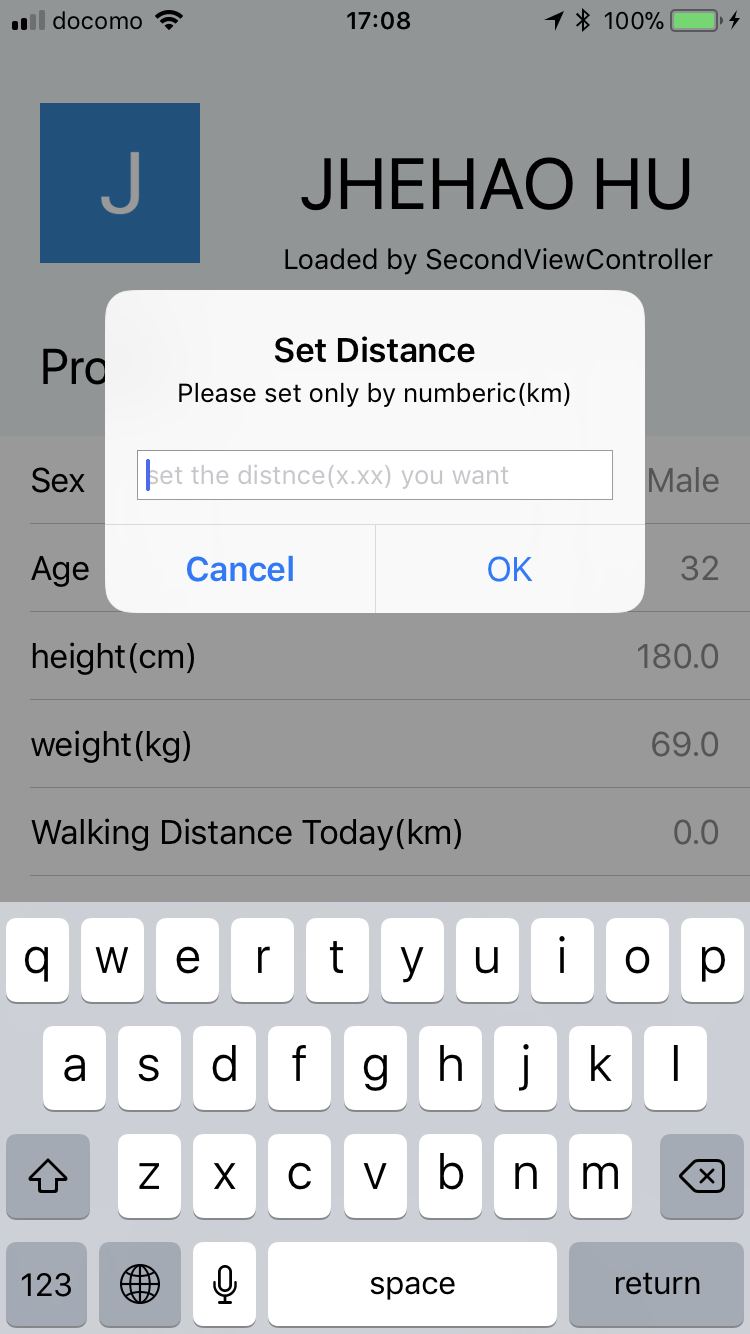 docomo 17:08 100%
J
JHEHAO HU
Loaded by SecondViewController
Pro
Set Distance
Please set only by numberic(km)
set the distnce(x.xx) you want
Cancel OK
Sex Male
Age 32
height(cm) 180.0
weight(kg) 69.0
Walking Distance Today(km) 0.0
q w e r t y u i o p
a s d f g h j k l
z x c v b n m
123 space return